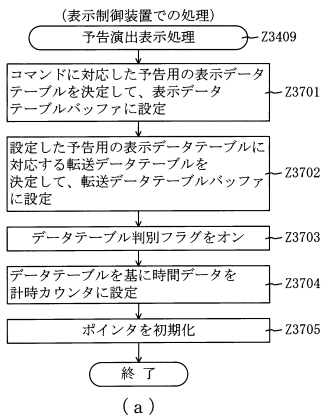 (表示制御装置での処理)
予告演出表示処理
Z3409
コマンドに対応した予告用の表示データ
テーブルを決定して、表示データ
テーブルバッファに設定
Z3701
設定した予告用の表示データテーブルに
対応する転送データテーブルを
決定して、転送データテーブルバッファ
に設定
Z3702
データテーブル判別フラグをオン
Z3703
データテーブルを基に時間データを
計時カウンタに設定
Z3704
ポインタを初期化
Z3705
終了
(a)